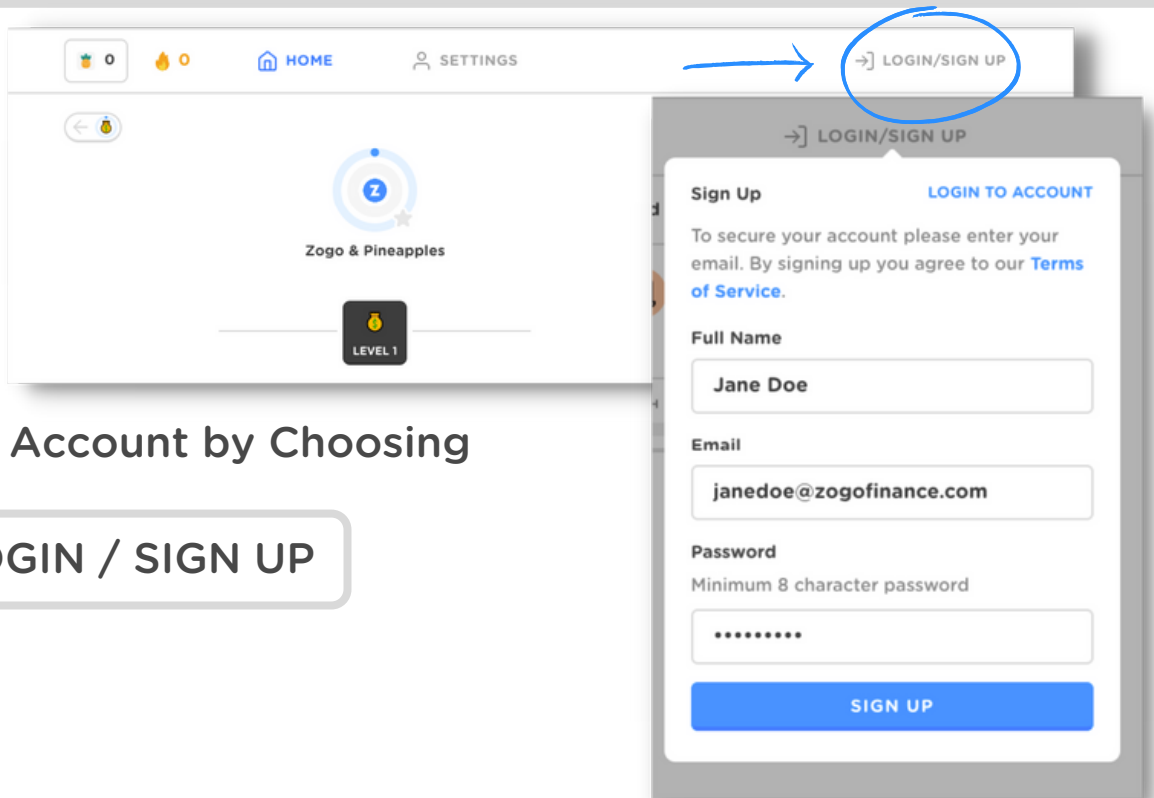 0 0 HOME SETTINGS LOGIN/SIGN UP
Z
Zogo & Pineapples
LEVEL 1
Account by Choosing
LOGIN/SIGN UP
Sign Up LOGIN TO ACCOUNT
To secure your account please enter your
email. By signing up you agree to our Terms
of Service.
Full Name
Jane Doe
Email
janedoe@zogofinance.com
Password
Minimum 8 character password
•••••••••
SIGN UP
GIN / SIGN UP